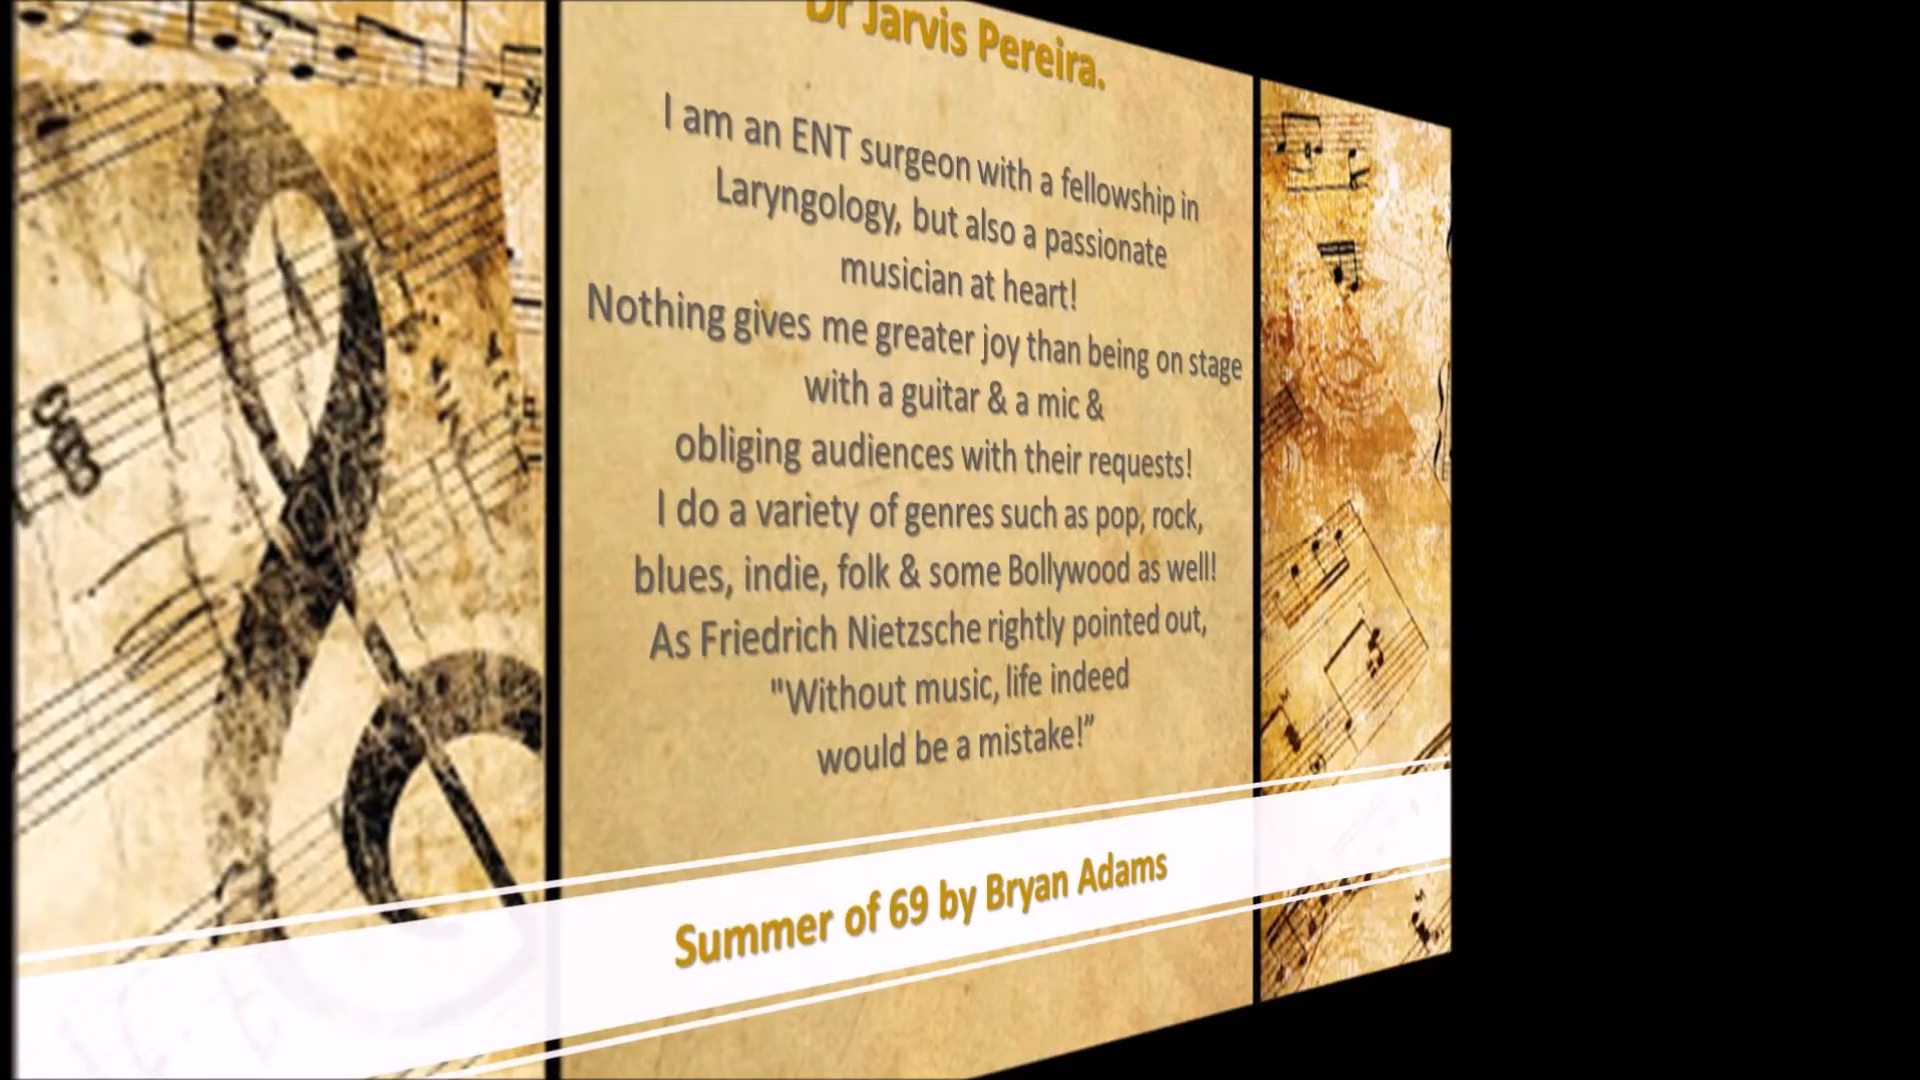 Dr Jarvis Pereira.
I am an ENT surgeon with a fellowship in
Laryngology, but also a passionate
musician at heart!
Nothing gives me greater joy than being on stage
with a guitar & a mic &
obliging audiences with their requests!
I do a variety of genres such as pop, rock,
blues, indie, folk & some Bollywood as well!
As Friedrich Nietzsche rightly pointed out,
"Without music, life indeed
would be a mistake!”
Summer of 69 by Bryan Adams